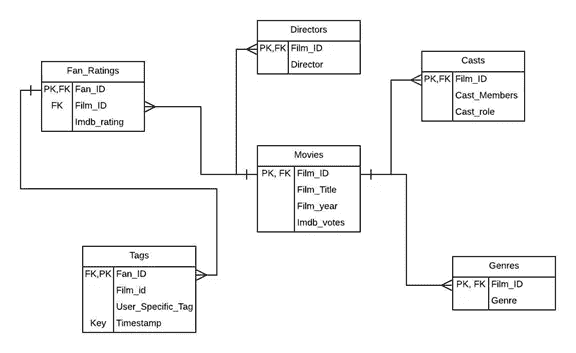 Directors
PK,FK Film_ID
Director
Fan_Ratings
PK,FK Fan_ID
FK Film_ID
Imdb_rating
Casts
PK,FK Film_ID
Cast_Members
Cast_role
Movies
PK, FK Film_ID
Film_Title
Film_year
Imdb_votes
Tags
FK,PK Fan_ID
Film_id
User_Specific_Tag
Key Timestamp
Genres
PK, FK Film_ID
Genre